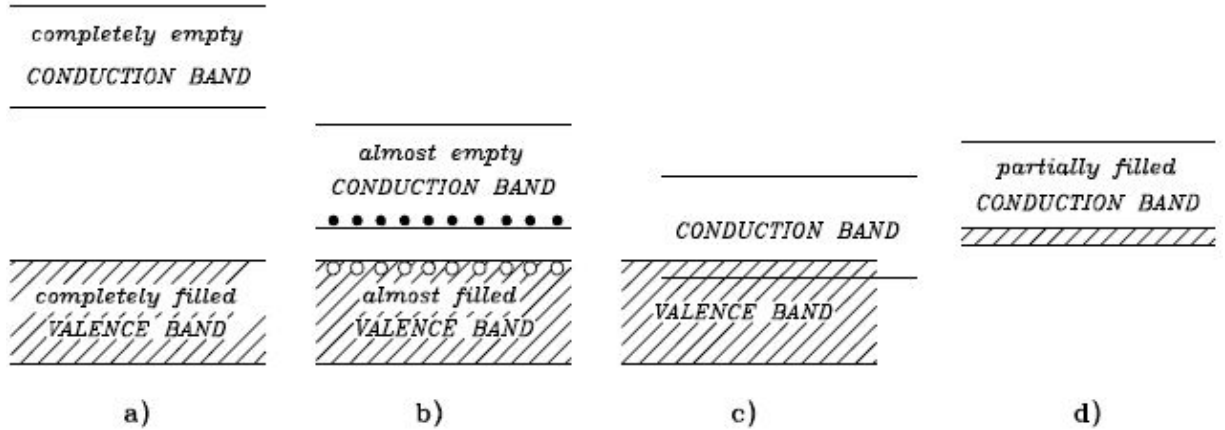 completely empty
CONDUCTION BAND
completely filled
VALENCE BAND
a)
almost empty
CONDUCTION BAND
almost filled
VALENCE BAND
b)
CONDUCTION BAND
VALENCE BAND
c)
partially filled
CONDUCTION BAND
d)